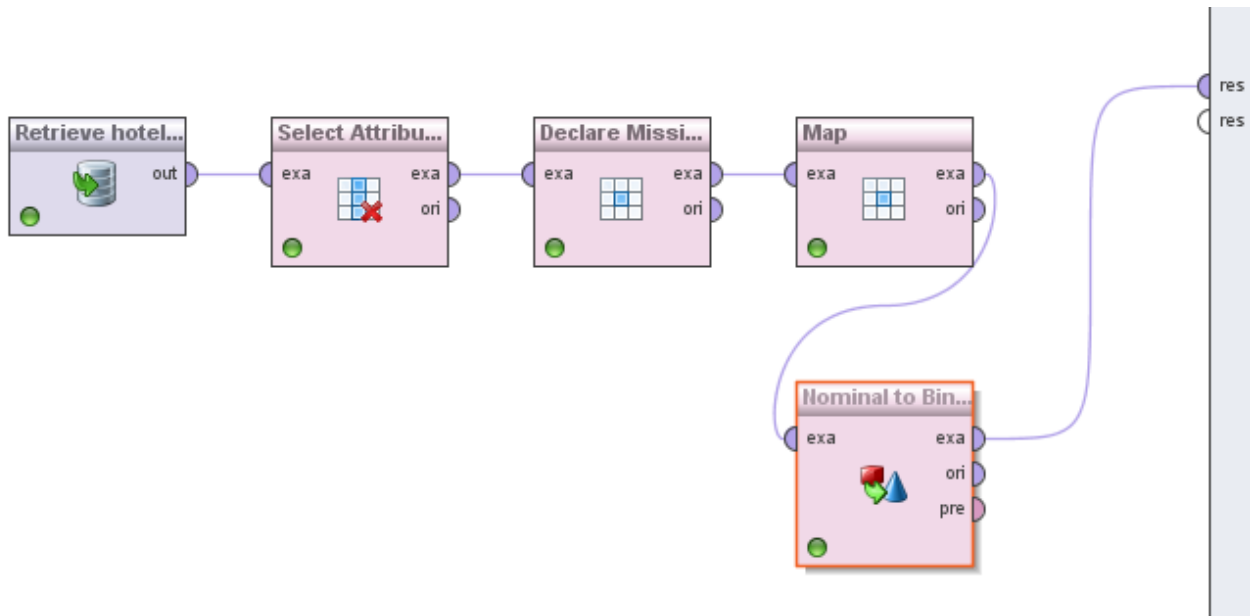 Retrieve hotel...
out
Select Attribu...
exa exa
ori
Declare Missi...
exa exa
ori
Map
exa exa
ori
res
res
Nominal to Bin...
exa exa
ori
pre